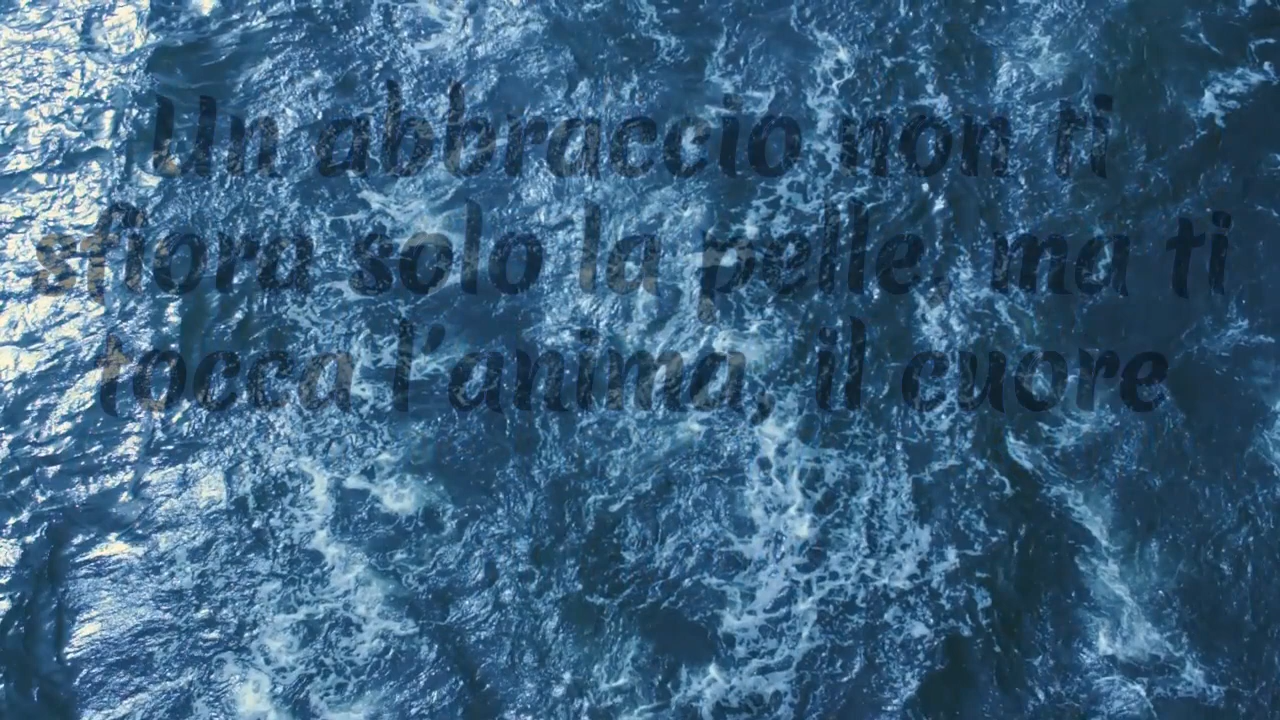 Un abbraccio non ti
sfiora solo la pelle, ma ti
tocca l'anima, il cuore